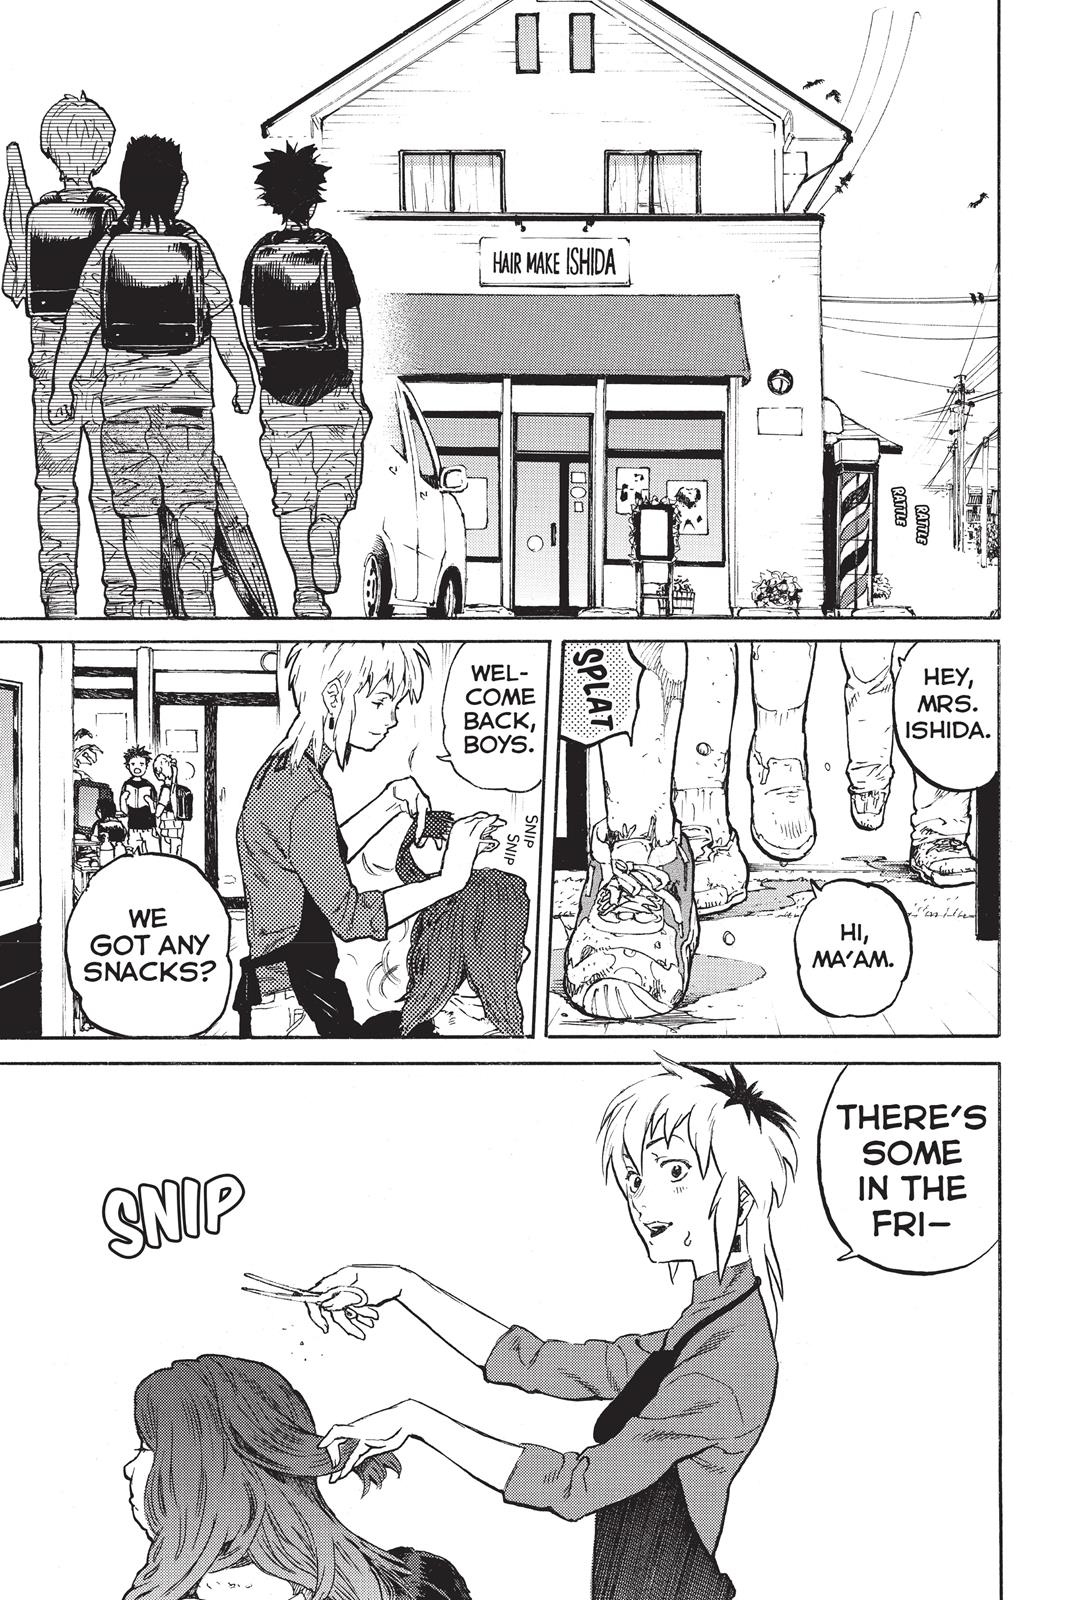 HAIR MAKE ISHIDA
RATTLE
RATTLE
HEY,
MRS.
ISHIDA.
SPLAT
HI,
MA'AM.
WEL-
COME
BACK,
BOYS.
SNIP
SNIP
WE
GOT ANY
SNACKS?
THERE'S
SOME
IN THE
FRI—
SNIP